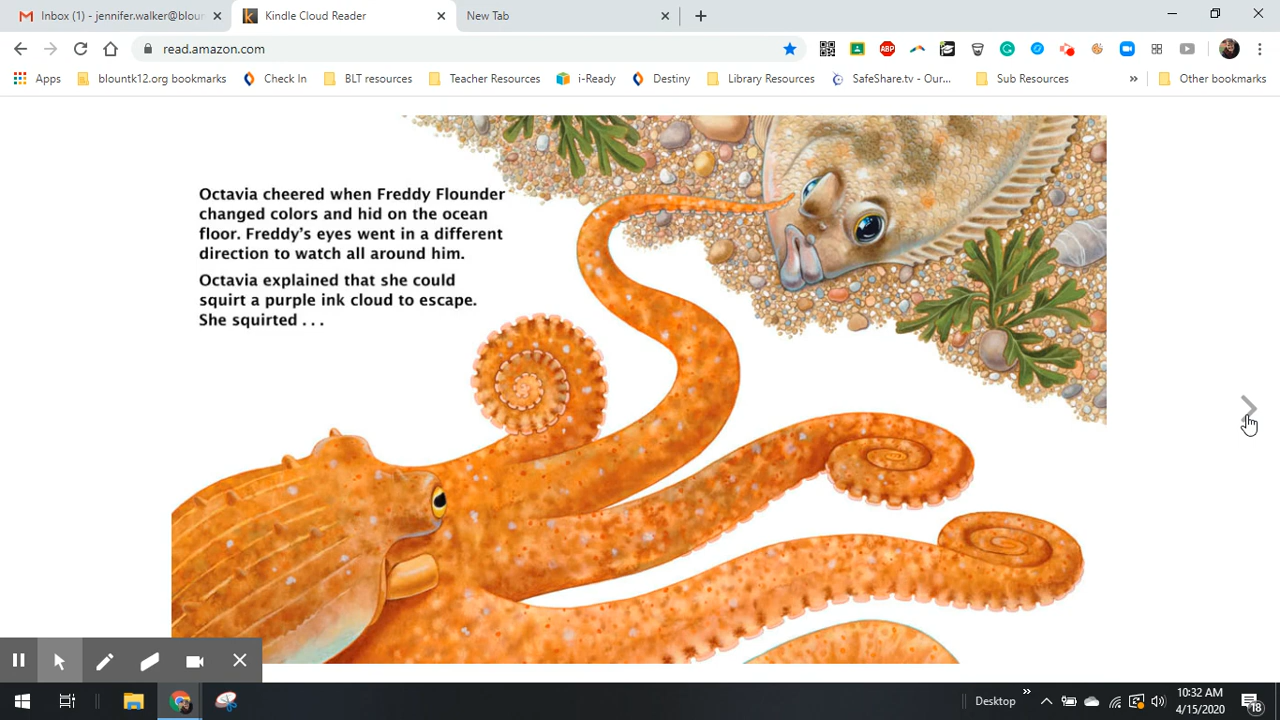 Inbox (1) - jennifer.walker@blour
Kindle Cloud Reader
New Tab
read.amazon.com
ABP
Apps
blountk12.org bookmarks
Check In
BLT resources
Teacher Resources
i-Ready
Destiny
Library Resources
SafeShare.tv - Our...
Sub Resources
»
Other bookmarks
Octavia cheered when Freddy Flounder
changed colors and hid on the ocean
floor. Freddy's eyes went in a different
direction to watch all around him.
Octavia explained that she could
squirt a purple ink cloud to escape.
She squirted . . .
Desktop
»
10:32 AM
4/15/2020
18